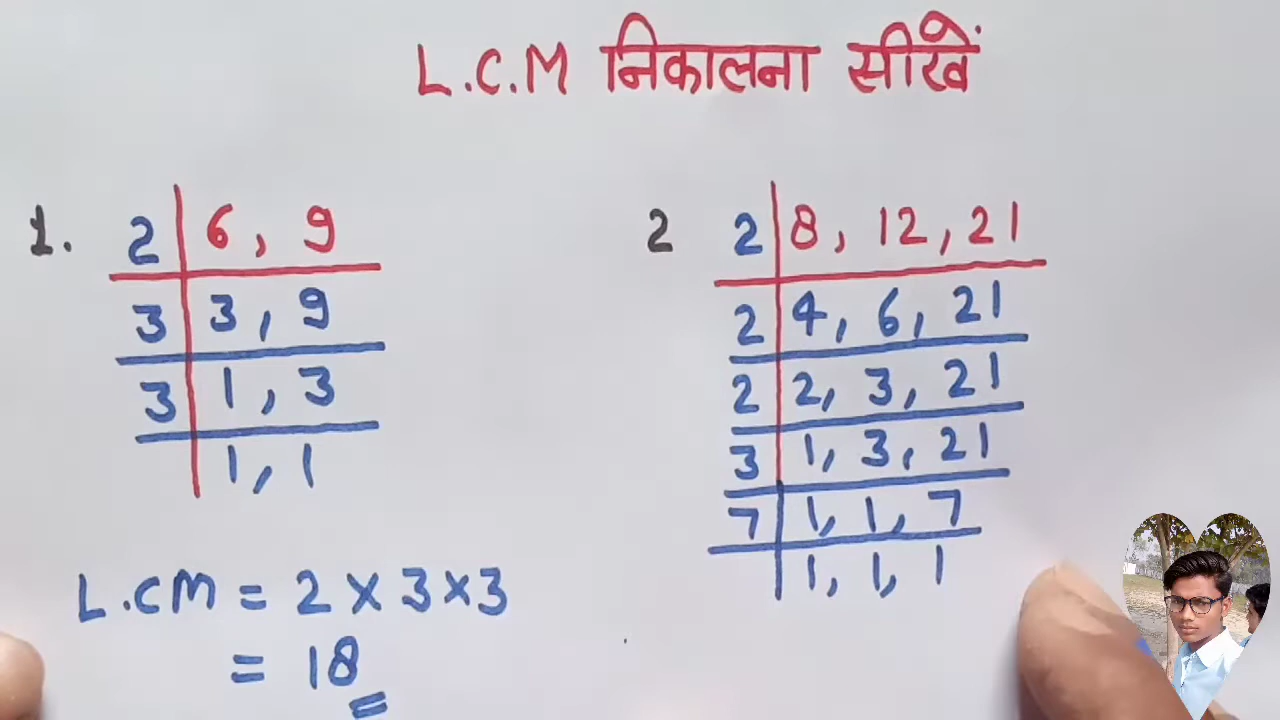 L.C.M निकालना सीखें
1. 2 | 6, 9
3 | 3, 9
3 | 1, 3
1, 1
L.CM = 2 × 3 × 3
= 18
2 2 | 8, 12, 21
2 | 4, 6, 21
2 | 2, 3, 21
3 | 1, 3, 21
7 | 1, 1, 7
1, 1, 1